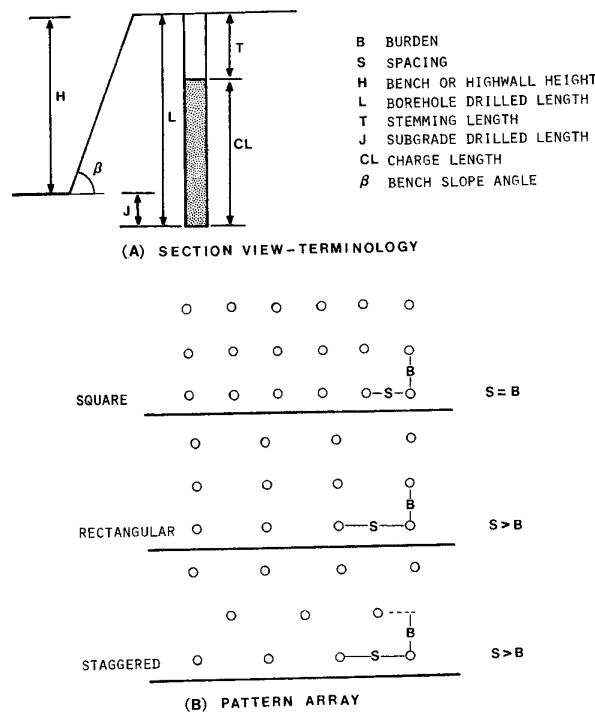 H
β
J
L
T
CL
B BURDEN
S SPACING
H BENCH OR HIGHWALL HEIGHT
L BOREHOLE DRILLED LENGTH
T STEMMING LENGTH
J SUBGRADE DRILLED LENGTH
CL CHARGE LENGTH
β BENCH SLOPE ANGLE
(A) SECTION VIEW-TERMINOLOGY
B
SQUARE
S
S = B
B
RECTANGULAR
S
S > B
B
STAGGERED
S
S > B
(B) PATTERN ARRAY